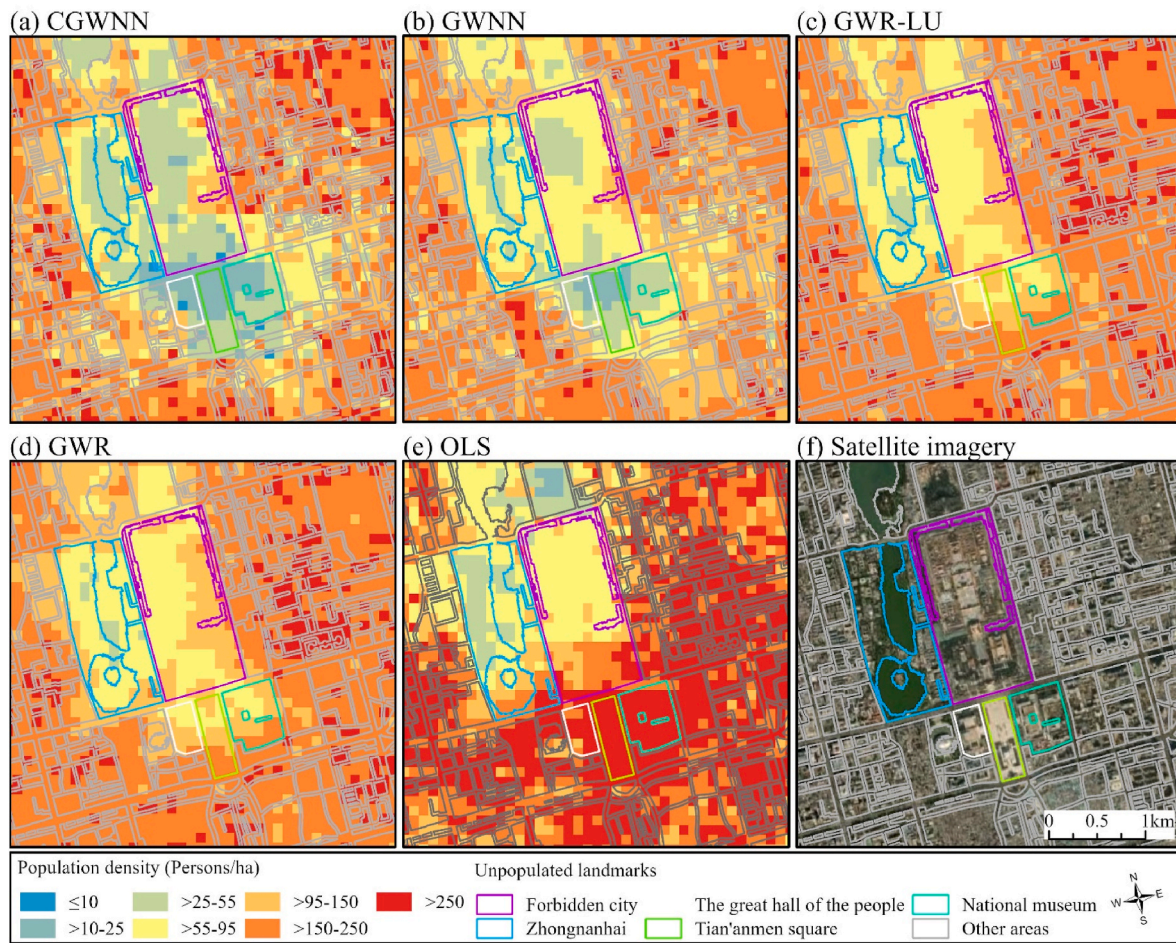 (a) CGWNN
(b) GWNN
(c) GWR-LU
(d) GWR
(e) OLS
(f) Satellite imagery
0 0.5 1km
Population density (Persons/ha)
≤10
>25-55
>95-150
>250
>10-25
>55-95
>150-250
Unpopulated landmarks
Forbidden city
The great hall of the people
National museum
Zhongnanhai
Tian'anmen square
Other areas
N
W E
S